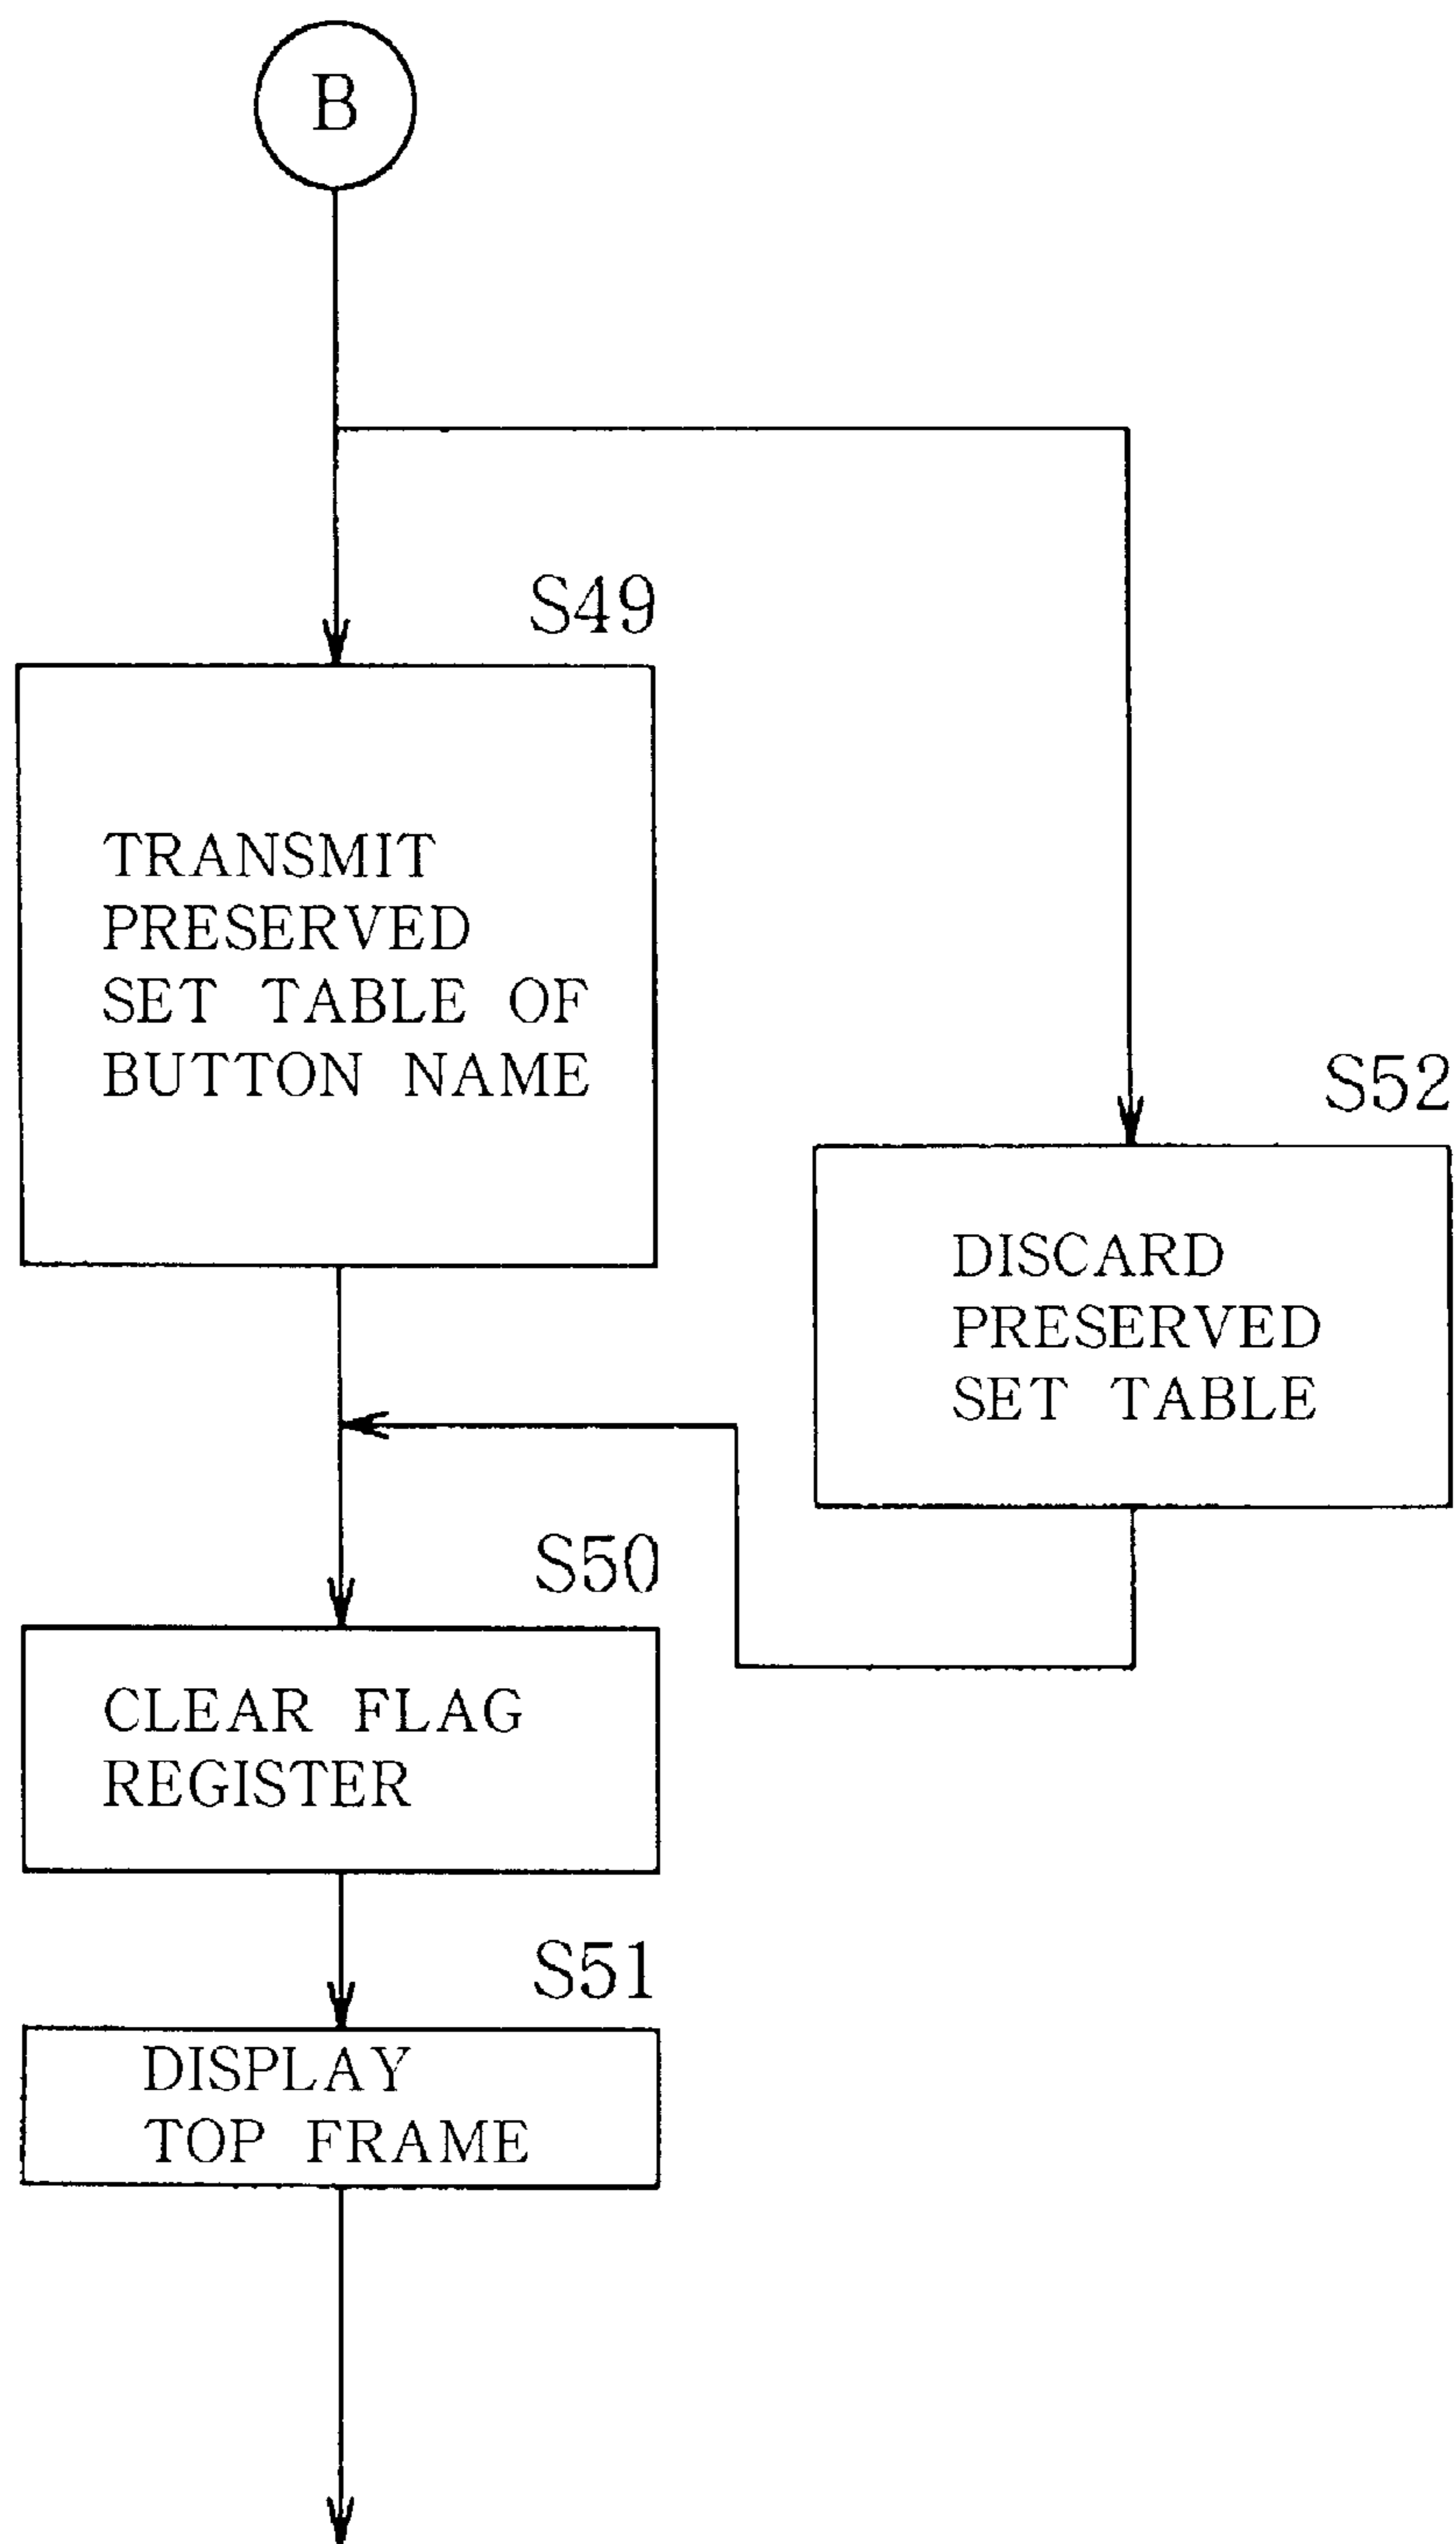 B
S49
TRANSMIT
PRESERVED
SET TABLE OF
BUTTON NAME
S52
DISCARD
PRESERVED
SET TABLE
S50
CLEAR FLAG
REGISTER
S51
DISPLAY
TOP FRAME